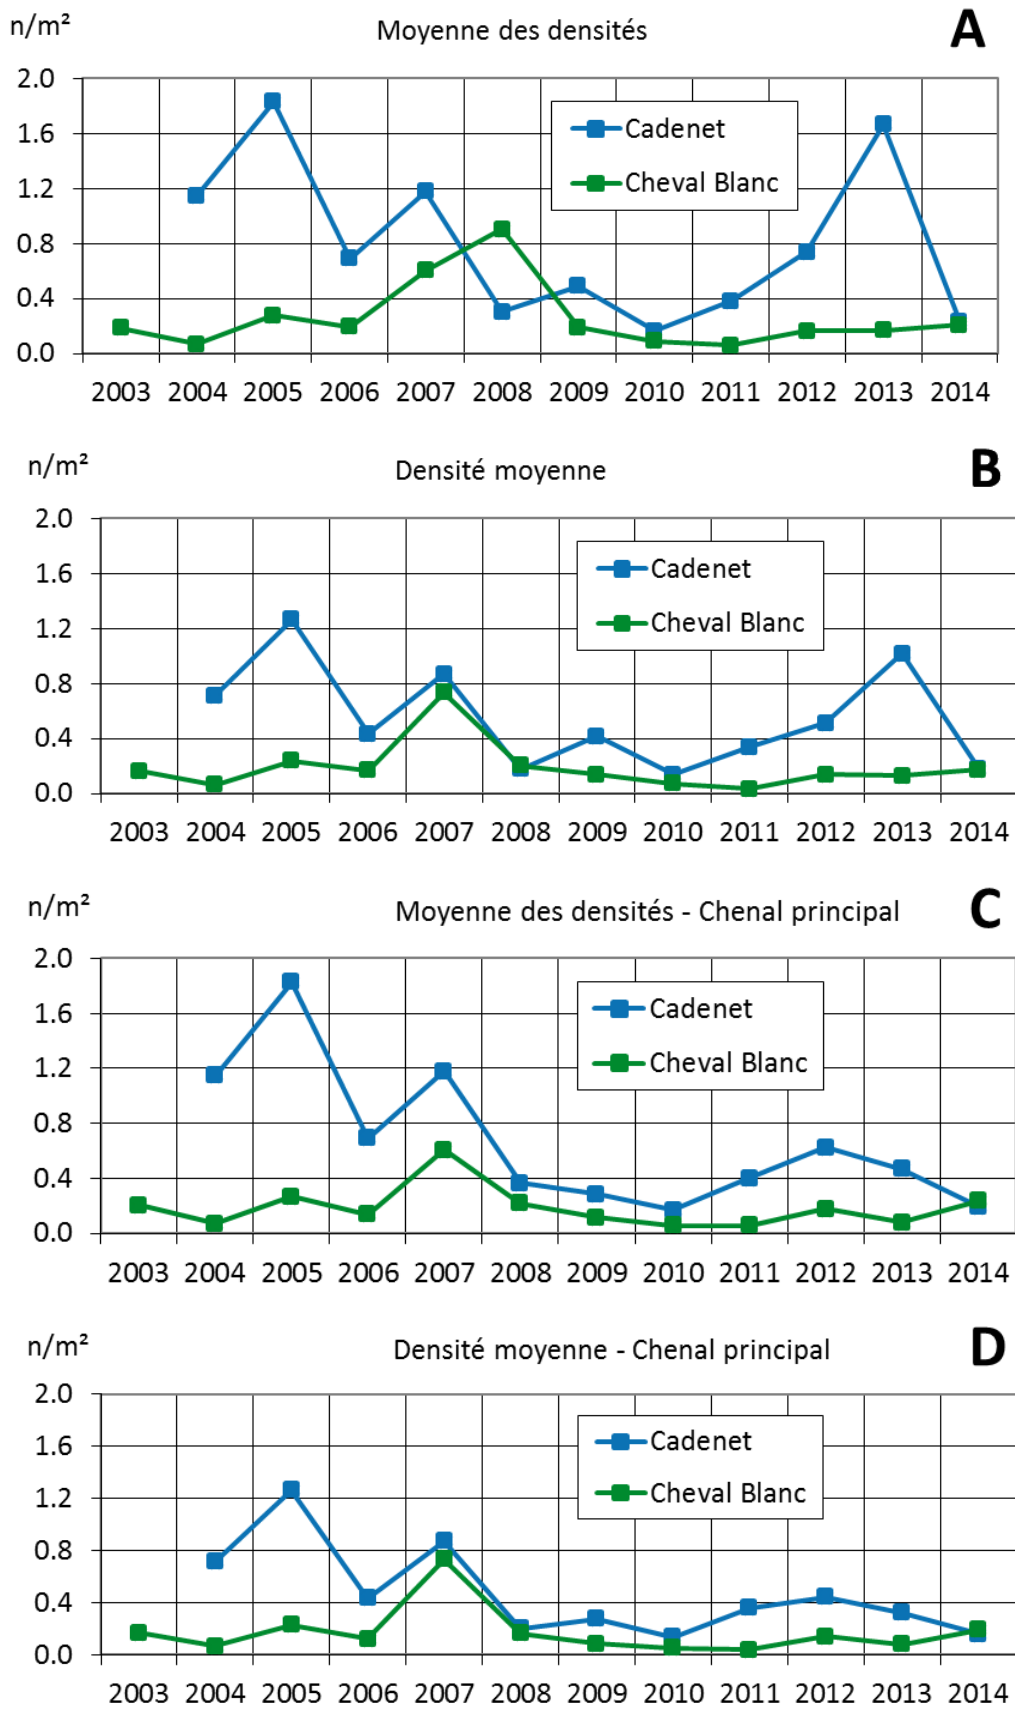 n/m²
Moyenne des densités
A
2.0
1.6
1.2
0.8
0.4
0.0
Cadenet
Cheval Blanc
2003 2004 2005 2006 2007 2008 2009 2010 2011 2012 2013 2014
n/m²
Densité moyenne
B
2.0
1.6
1.2
0.8
0.4
0.0
Cadenet
Cheval Blanc
2003 2004 2005 2006 2007 2008 2009 2010 2011 2012 2013 2014
n/m²
Moyenne des densités - Chenal principal
C
2.0
1.6
1.2
0.8
0.4
0.0
Cadenet
Cheval Blanc
2003 2004 2005 2006 2007 2008 2009 2010 2011 2012 2013 2014
n/m²
Densité moyenne - Chenal principal
D
2.0
1.6
1.2
0.8
0.4
0.0
Cadenet
Cheval Blanc
2003 2004 2005 2006 2007 2008 2009 2010 2011 2012 2013 2014